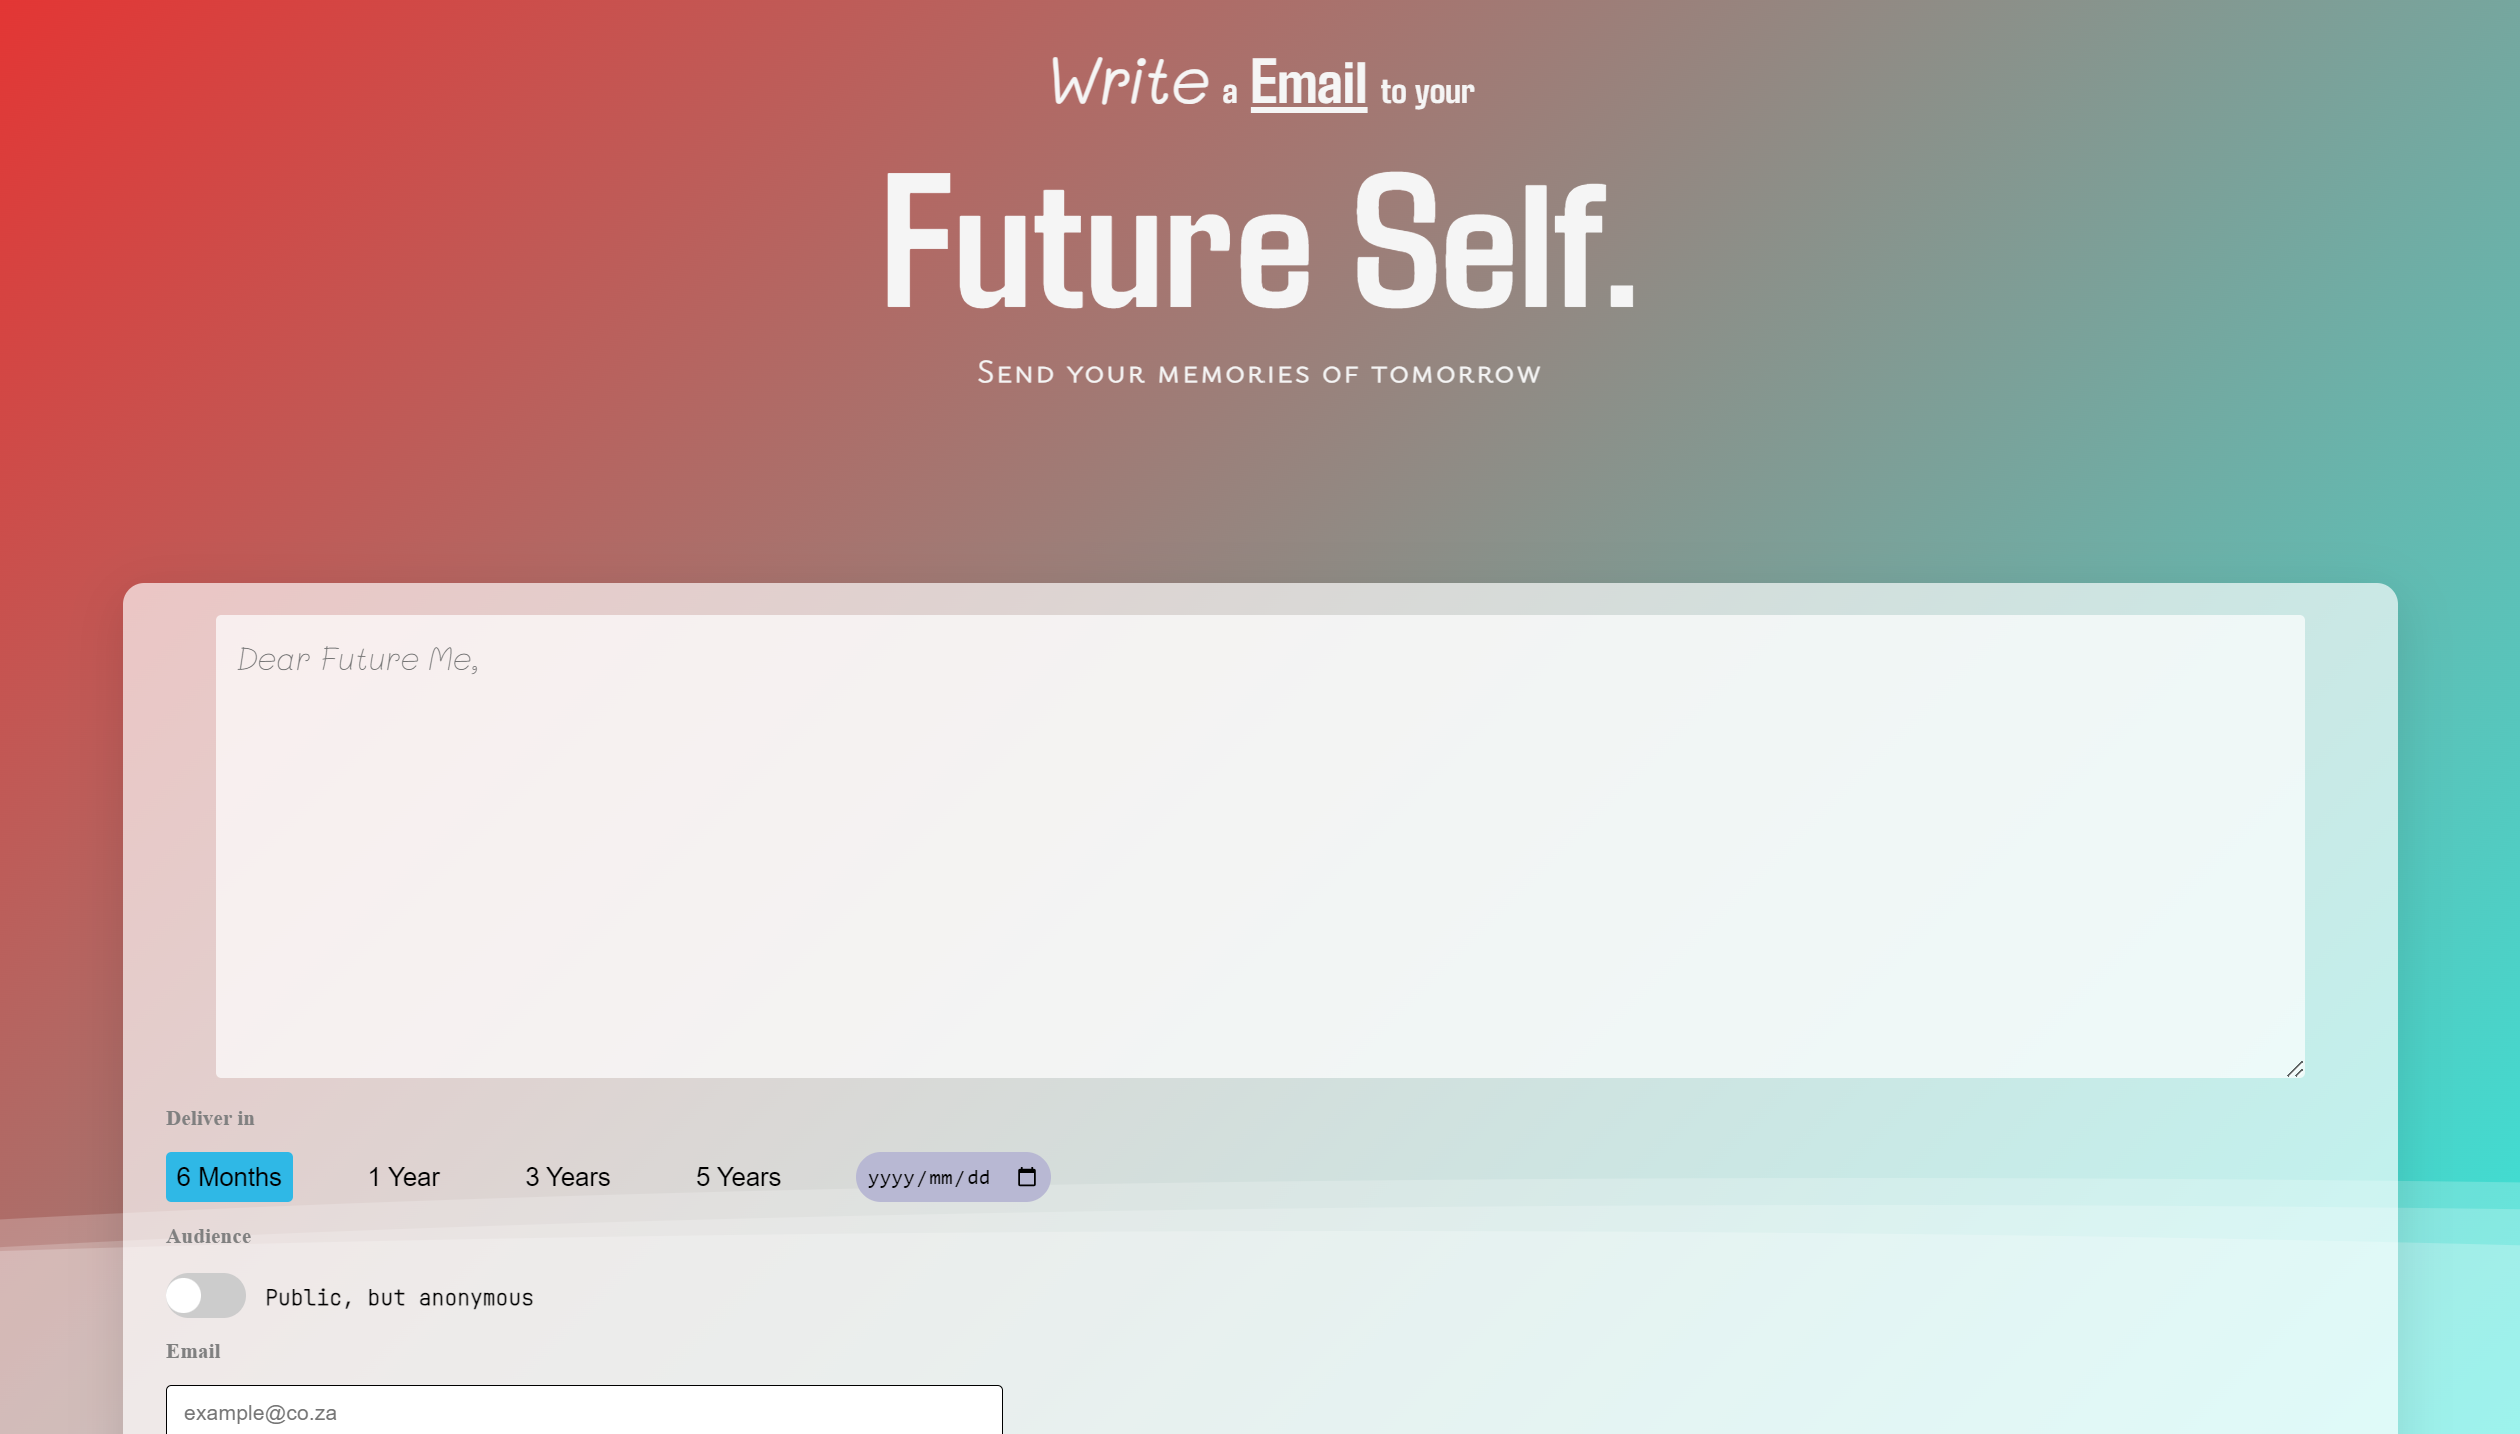 Write a Email to your
Future Self.
Send your memories of tomorrow
Dear Future Me,
Deliver in
6 Months 1 Year 3 Years 5 Years yyyy/mm/dd
Audience
Public, but anonymous
Email
example@co.za